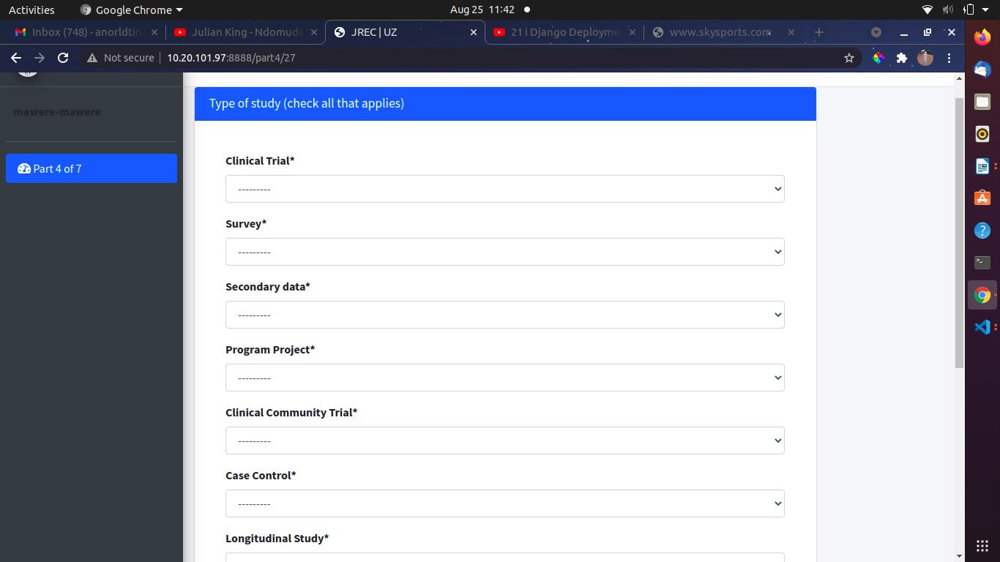 Activities
Google Chrome
Aug 25 11:42
Inbox (748) - anorldtin
Julian King - Ndomuda
JREC | UZ
21 i Django Deployme
www.skysports.com
Not secure
10.20.101.97:8888/part4/27
mawere-mawere
Part 4 of 7
Type of study (check all that applies)
Clinical Trial*
---------
Survey*
---------
Secondary data*
---------
Program Project*
---------
Clinical Community Trial*
---------
Case Control*
---------
Longitudinal Study*